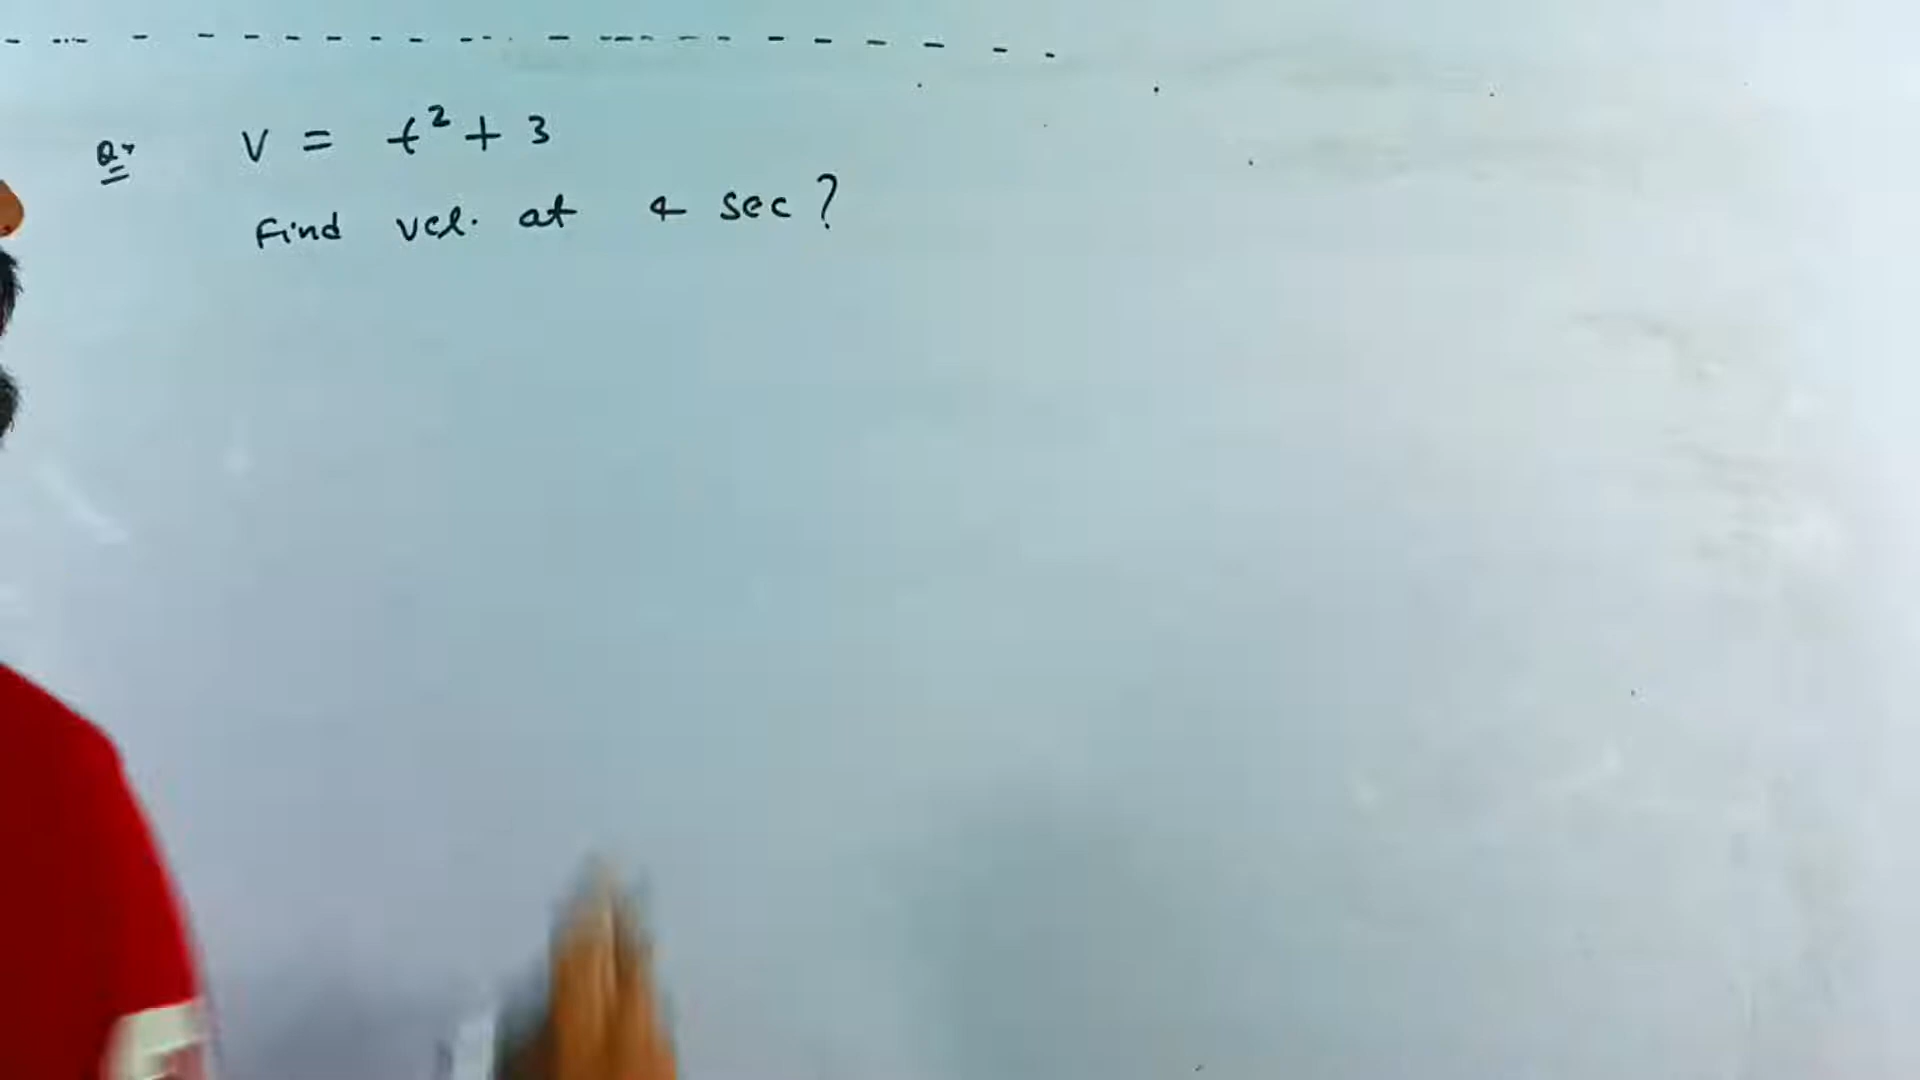 Q. V = t² + 3
Find vel. at 4 sec?